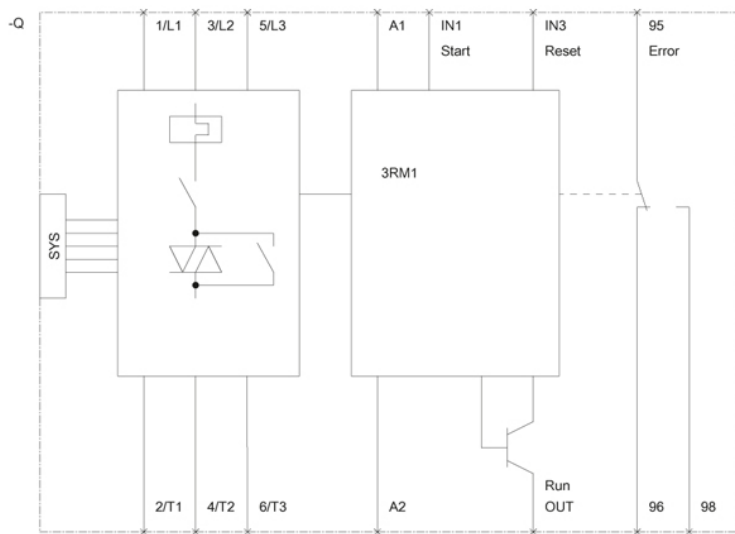 -Q
1/L1 3/L2 5/L3 A1 IN1 IN3 95
Start Reset Error
3RM1
SYS
Run
2/T1 4/T2 6/T3 A2 OUT 96 98